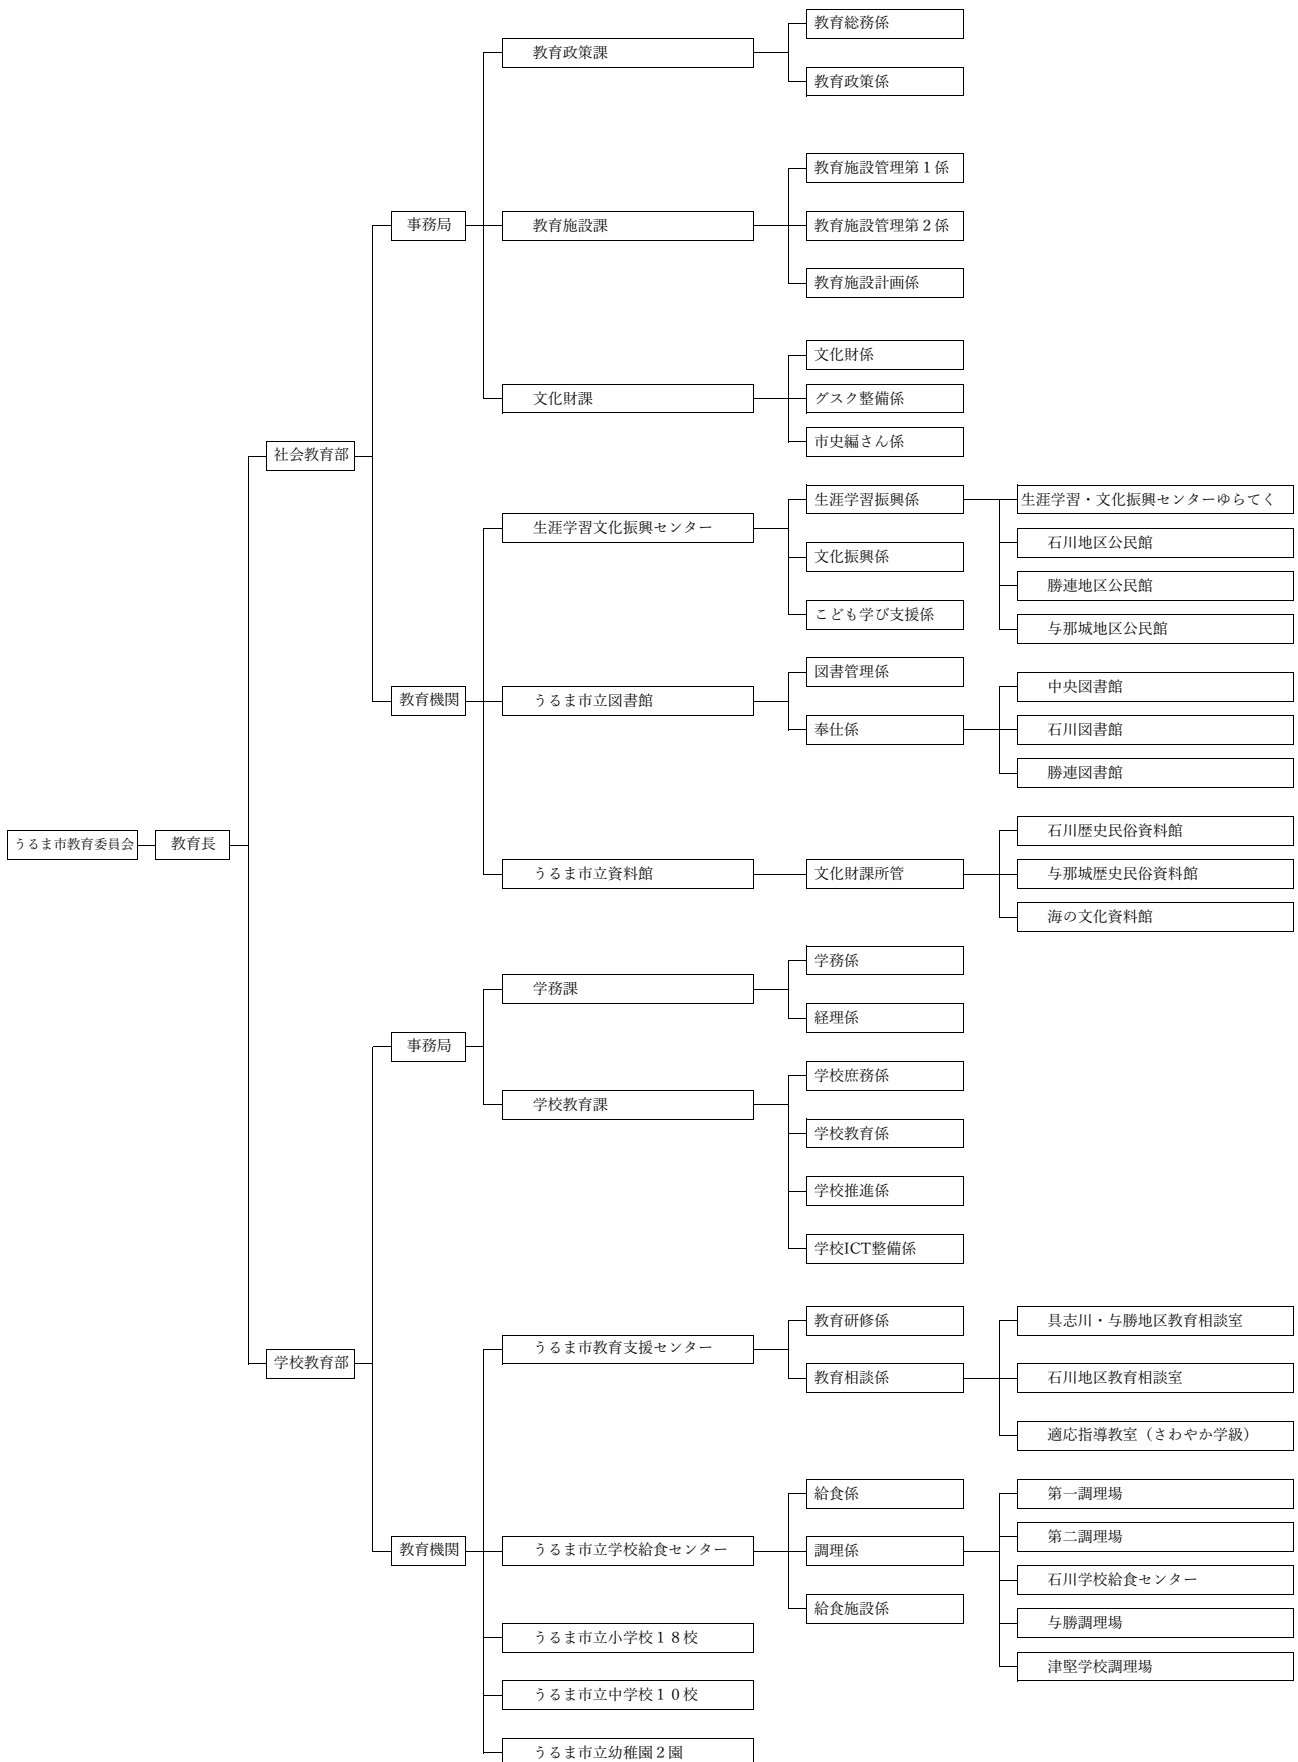 教育総務係
教育政策課
教育政策係
教育施設管理第１係
事務局
教育施設課
教育施設管理第２係
教育施設計画係
文化財係
文化財課
グスク整備係
市史編さん係
社会教育部
生涯学習振興係
生涯学習・文化振興センターゆらてく
生涯学習文化振興センター
石川地区公民館
文化振興係
勝連地区公民館
こども学び支援係
与那城地区公民館
図書管理係
中央図書館
教育機関
うるま市立図書館
奉仕係
石川図書館
勝連図書館
うるま市教育委員会
教育長
石川歴史民俗資料館
うるま市立資料館
文化財課所管
与那城歴史民俗資料館
海の文化資料館
学務係
学務課
経理係
事務局
学校庶務係
学校教育課
学校教育係
学校推進係
学校ICT整備係
教育研修係
具志川・与勝地区教育相談室
うるま市教育支援センター
学校教育部
教育相談係
石川地区教育相談室
適応指導教室（さわやか学級）
給食係
第一調理場
第二調理場
教育機関
うるま市立学校給食センター
調理係
石川学校給食センター
給食施設係
与勝調理場
うるま市立小学校１８校
津堅学校調理場
うるま市立中学校１０校
うるま市立幼稚園２園